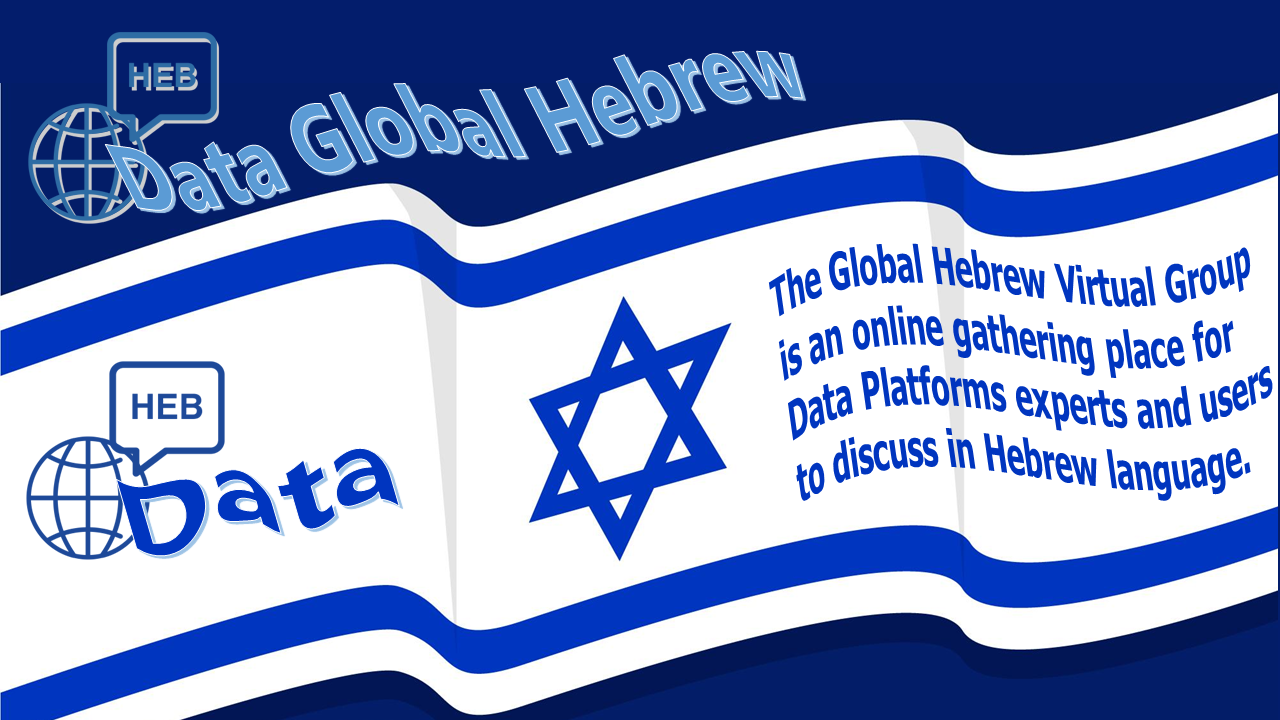 HEB
Data Global Hebrew
The Global Hebrew Virtual Group
is an online gathering place for
Data Platforms experts and users
to discuss in Hebrew language.
HEB
Data